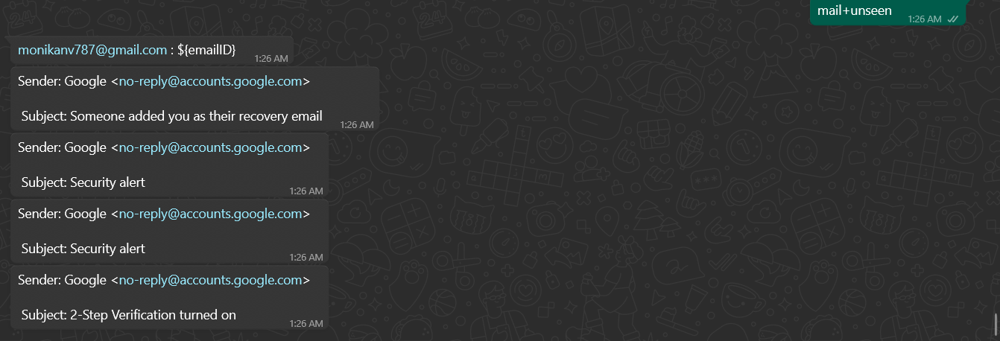 mail+unseen
1:26 AM
monikanv787@gmail.com : ${emailID}
1:26 AM
Sender: Google <no-reply@accounts.google.com>
Subject: Someone added you as their recovery email
1:26 AM
Sender: Google <no-reply@accounts.google.com>
Subject: Security alert
1:26 AM
Sender: Google <no-reply@accounts.google.com>
Subject: Security alert
1:26 AM
Sender: Google <no-reply@accounts.google.com>
Subject: 2-Step Verification turned on
1:26 AM